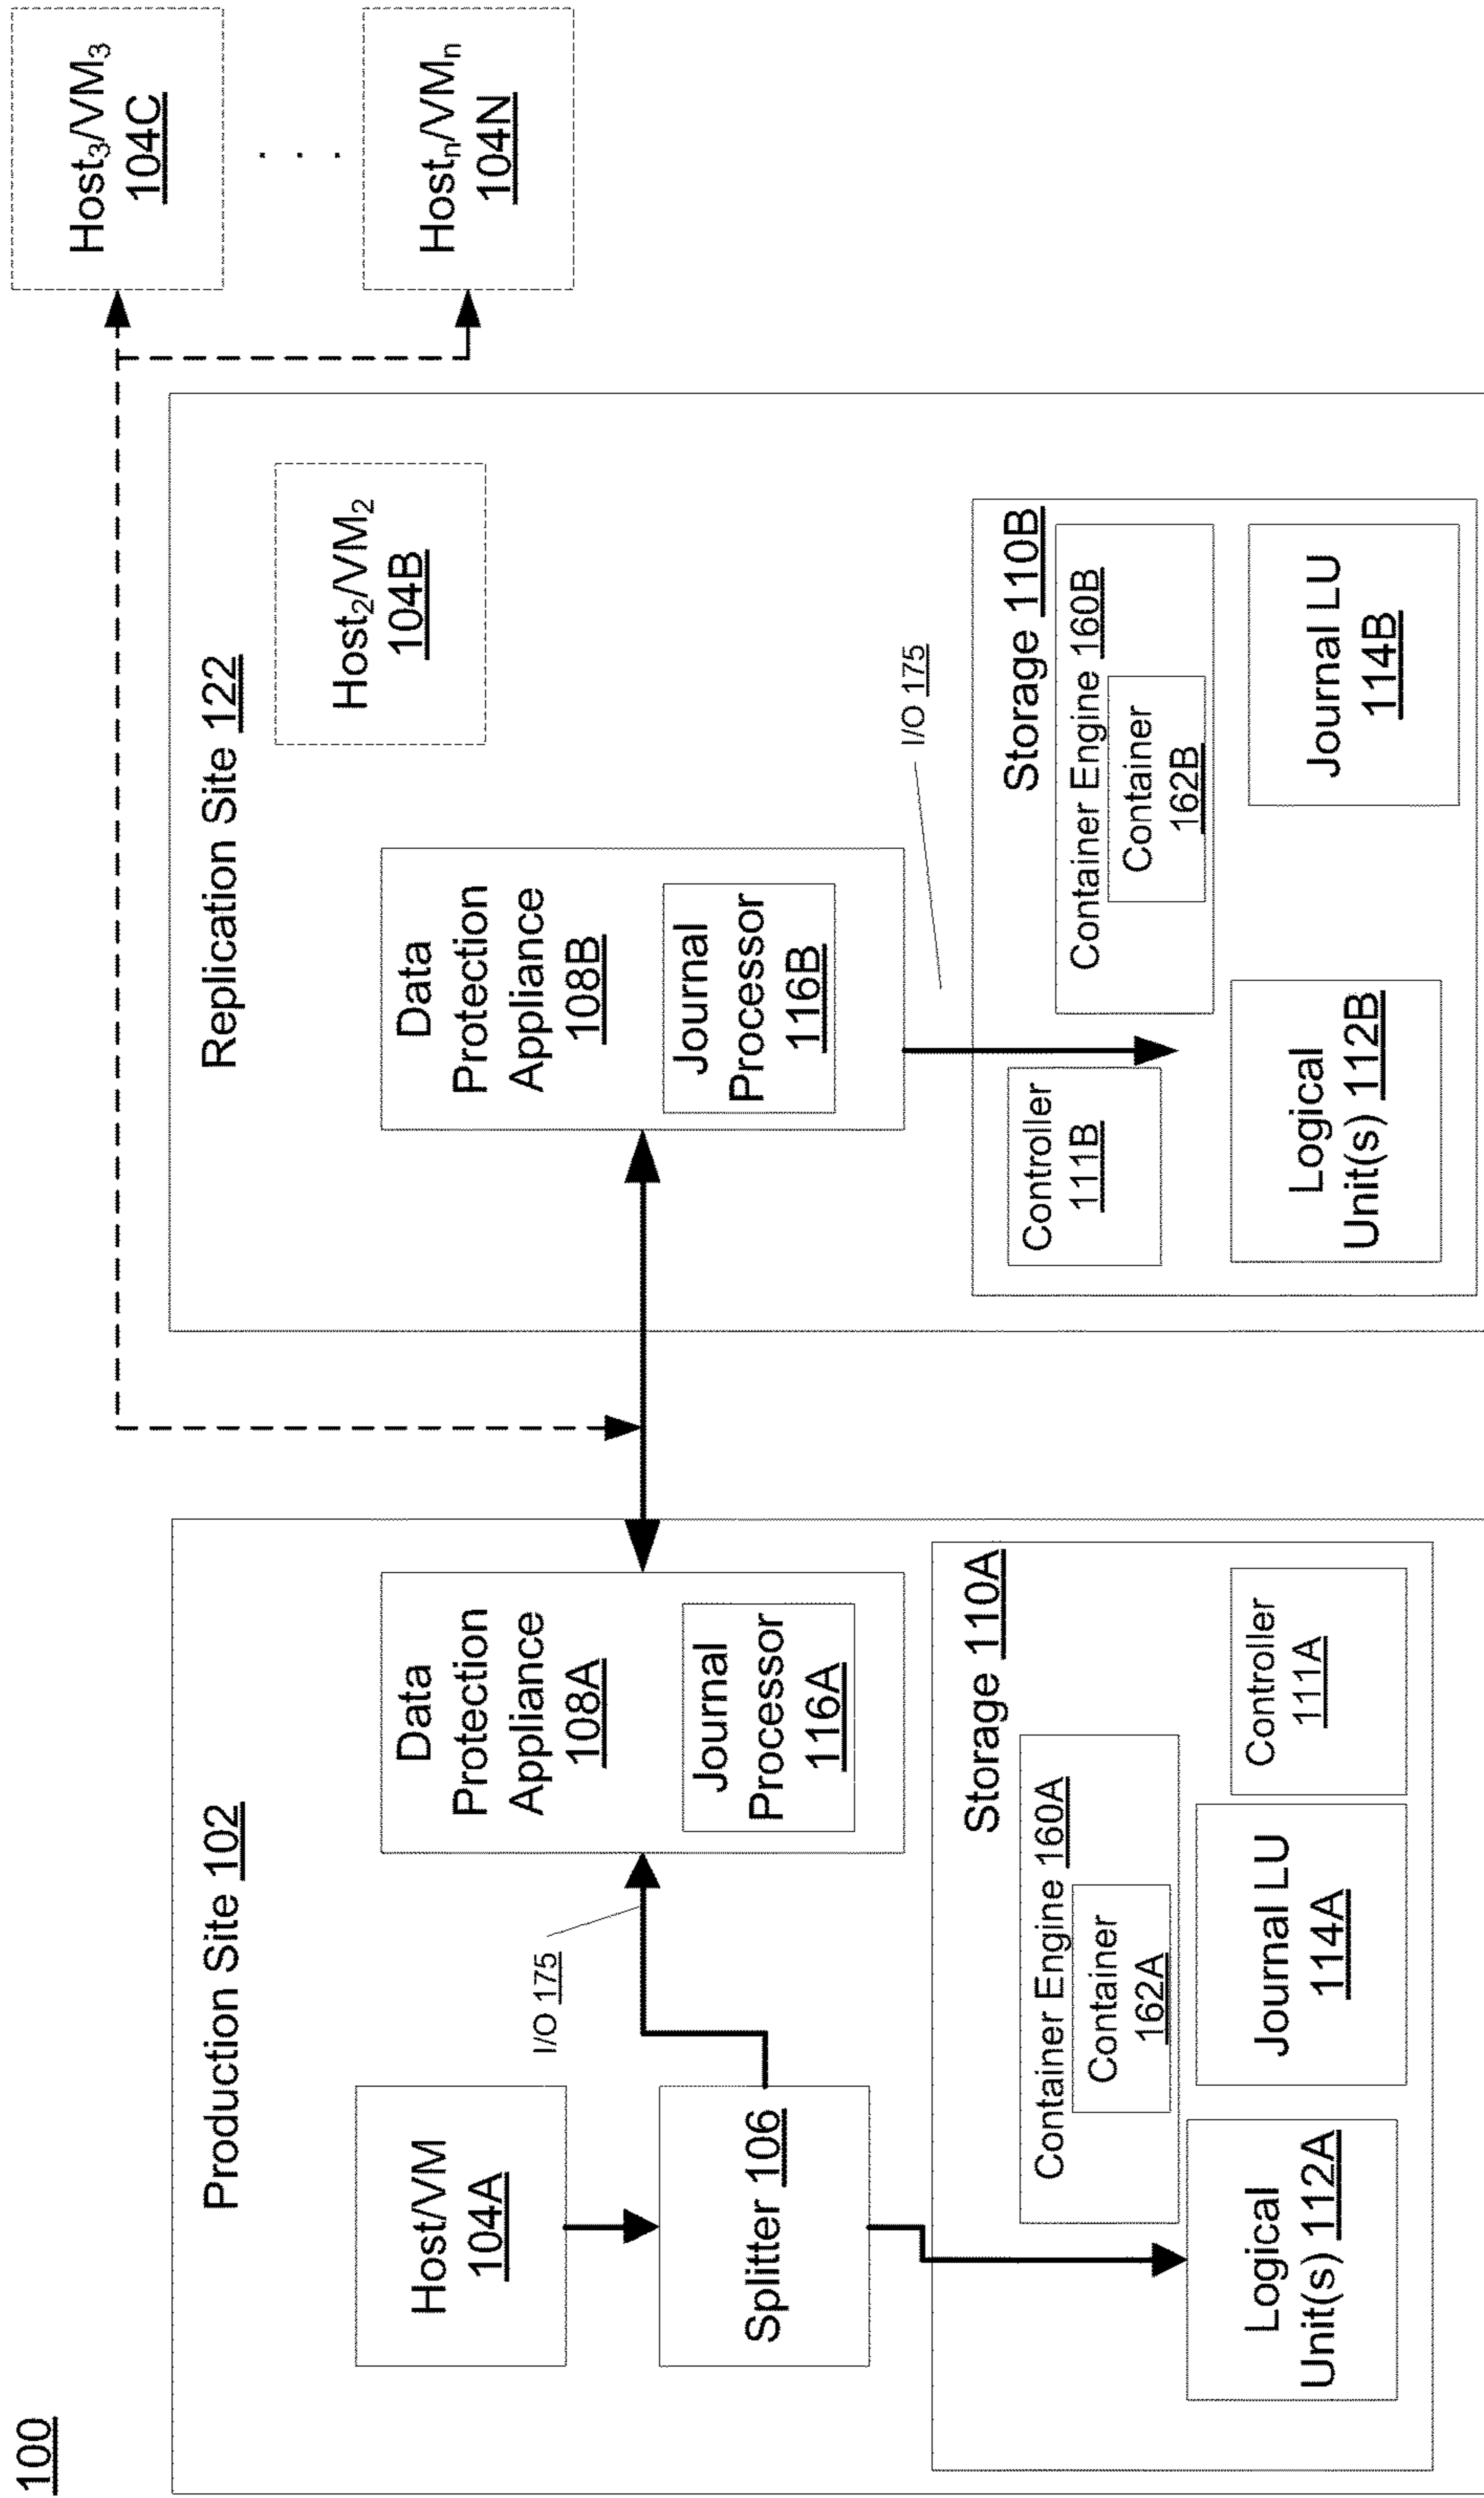 100
Production Site 102
Host/VM
104A
Splitter 106
I/O 175
Data
Protection
Appliance
108A
Journal
Processor
116A
Storage 110A
Container Engine 160A
Container
162A
Logical
Unit(s) 112A
Journal LU
114A
Controller
111A
Replication Site 122
Host2/VM2
104B
Data
Protection
Appliance
108B
Journal
Processor
116B
I/O 175
Storage 110B
Controller
111B
Container Engine 160B
Container
162B
Logical
Unit(s) 112B
Journal LU
114B
Host3/VM3
104C
. . .
Hostn/VMn
104N